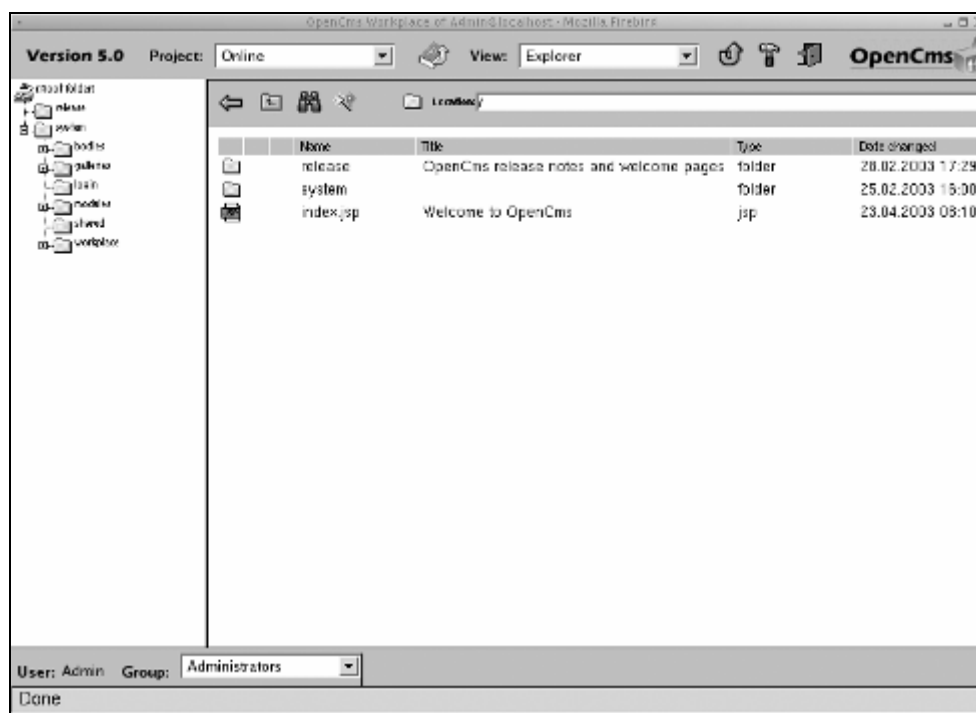 OpenCms Workplace of Admin@localhost - Mozilla Firebird
Version 5.0 Project: Online View: Explorer OpenCms
(root folder)
release
system
bodies
galleries
login
modules
shared
workplace
Location: /
Name Title Type Date changed
release OpenCms release notes and welcome pages folder 28.02.2003 17:29
system folder 25.02.2003 16:00
index.jsp Welcome to OpenCms jsp 23.04.2003 08:10
User: Admin Group: Administrators
Done